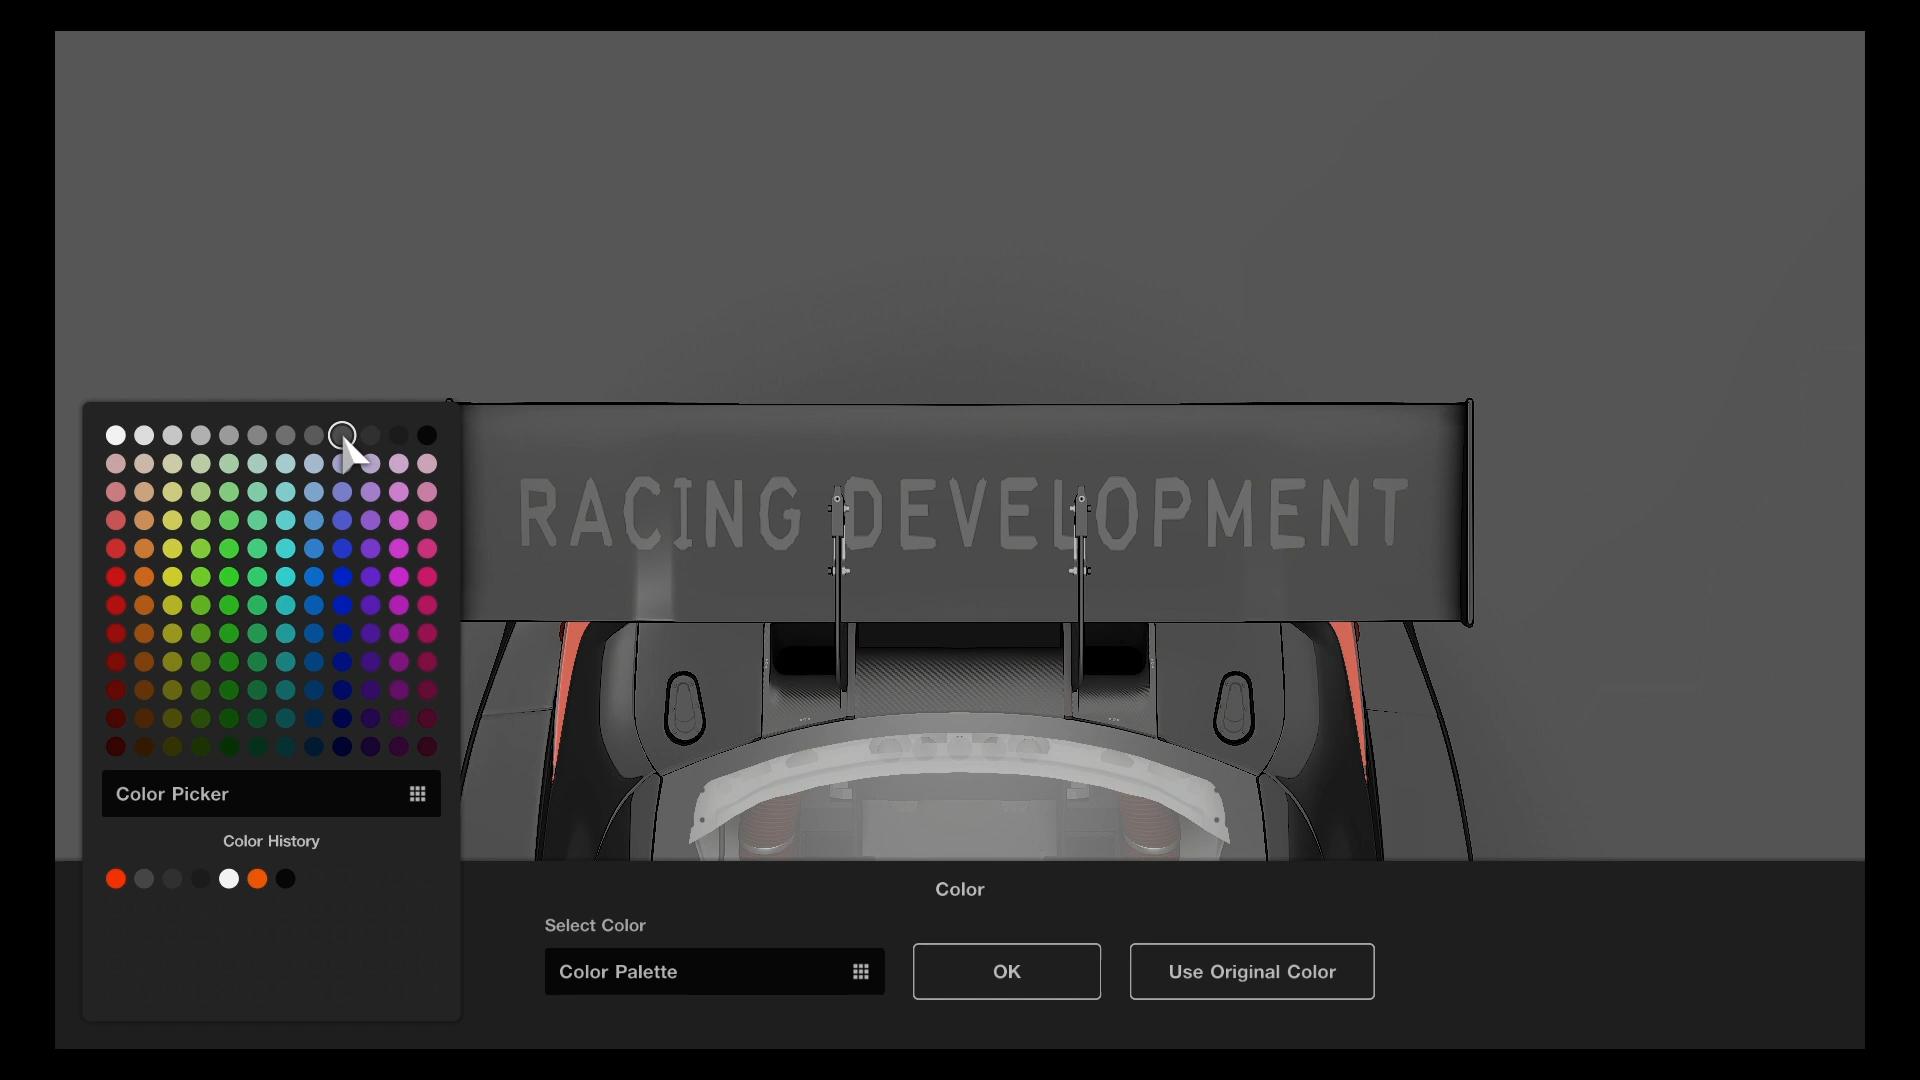 RACING DEVELOPMENT
Color Picker
Color History
Color
Select Color
Color Palette
OK
Use Original Color